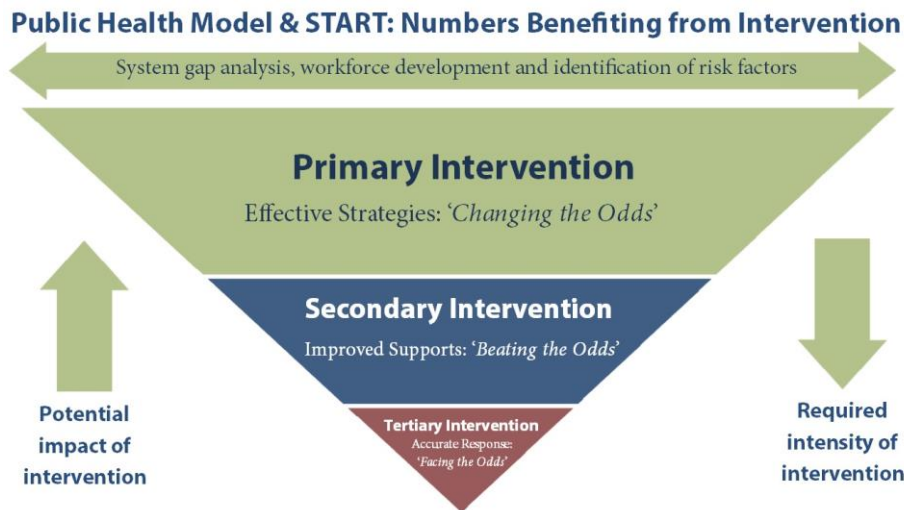 Public Health Model & START: Numbers Benefiting from Intervention
System gap analysis, workforce development and identification of risk factors
Primary Intervention
Effective Strategies: ‘Changing the Odds’
Secondary Intervention
Improved Supports: ‘Beating the Odds’
Tertiary Intervention
Accurate Response:
‘Facing the Odds’
Potential
impact of
intervention
Required
intensity of
intervention